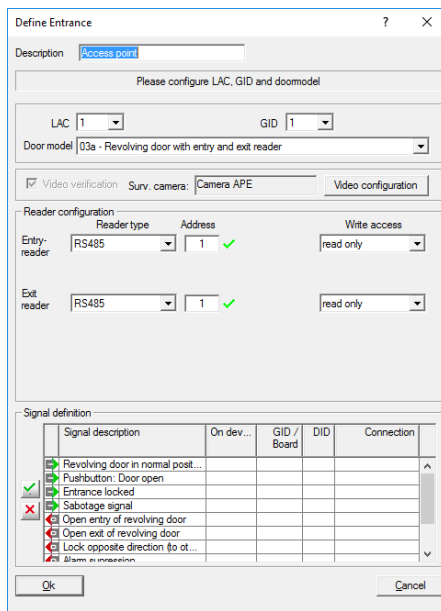 Define Entrance ? ×
Description Access point
Please configure LAC, GID and doormodel
LAC 1 GID 1
Door model 03a - Revolving door with entry and exit reader
Video verification Surv. camera: Camera APE Video configuration
Reader configuration
Reader type Address Write access
Entry-
reader RS485 1 read only
Exit
reader RS485 1 read only
Signal definition
Signal description On dev... GID /
Board DID Connection
Revolving door in normal posit...
Pushbutton: Door open
Entrance locked
Sabotage signal
Open entry of revolving door
Open exit of revolving door
Lock opposite direction (to ot...
Alarm supression
Ok Cancel